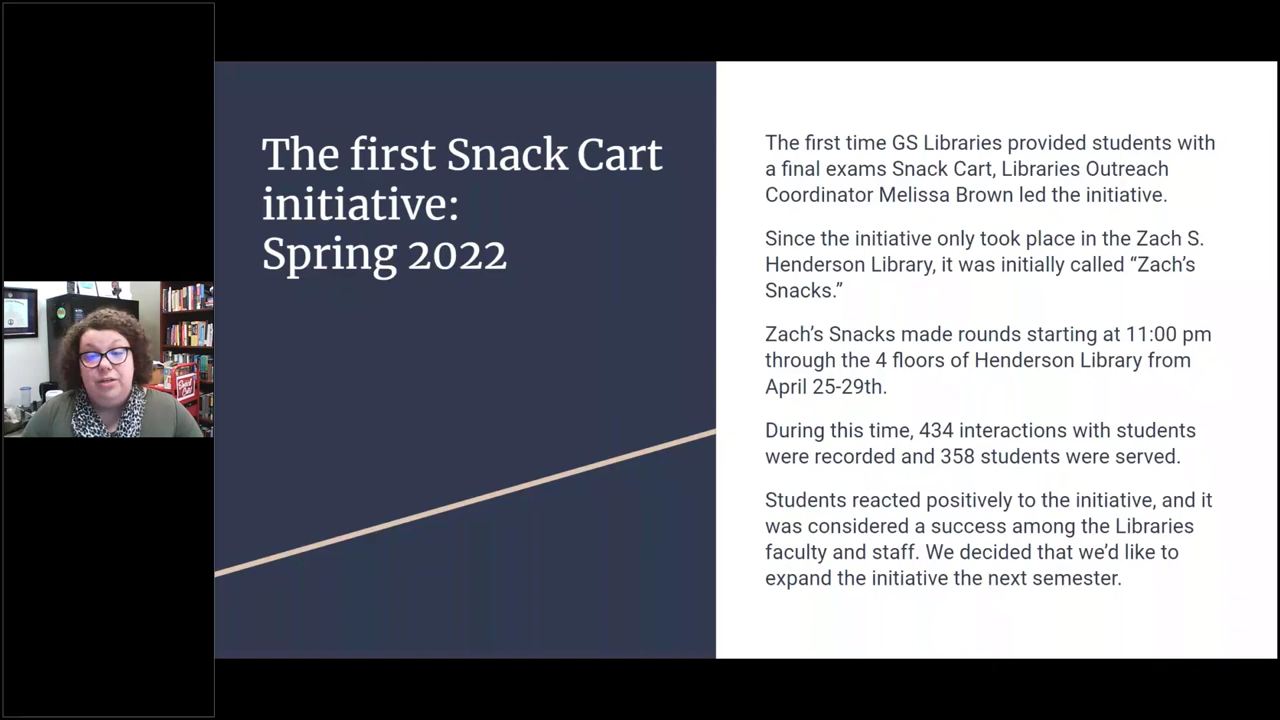 The first Snack Cart
initiative:
Spring 2022
The first time GS Libraries provided students with
a final exams Snack Cart, Libraries Outreach
Coordinator Melissa Brown led the initiative.
Since the initiative only took place in the Zach S.
Henderson Library, it was initially called “Zach’s
Snacks.”
Zach’s Snacks made rounds starting at 11:00 pm
through the 4 floors of Henderson Library from
April 25-29th.
During this time, 434 interactions with students
were recorded and 358 students were served.
Students reacted positively to the initiative, and it
was considered a success among the Libraries
faculty and staff. We decided that we’d like to
expand the initiative the next semester.